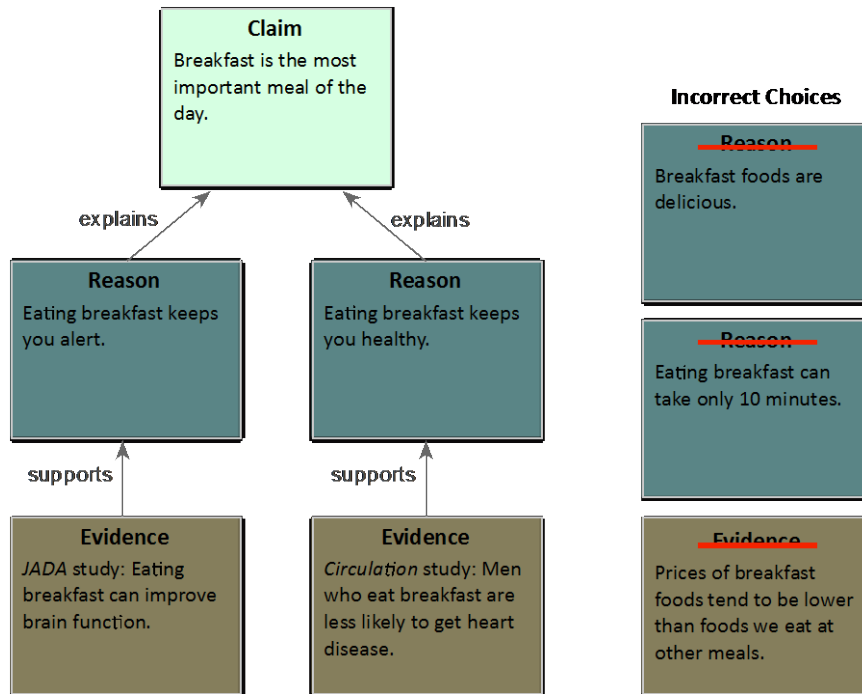 Claim
Breakfast is the most
important meal of the
day.
explains
explains
Reason
Eating breakfast keeps
you alert.
Reason
Eating breakfast keeps
you healthy.
supports
supports
Evidence
JADA study: Eating
breakfast can improve
brain function.
Evidence
Circulation study: Men
who eat breakfast are
less likely to get heart
disease.
Incorrect Choices
Reason
Breakfast foods are
delicious.
Reason
Eating breakfast can
take only 10 minutes.
Evidence
Prices of breakfast
foods tend to be lower
than foods we eat at
other meals.